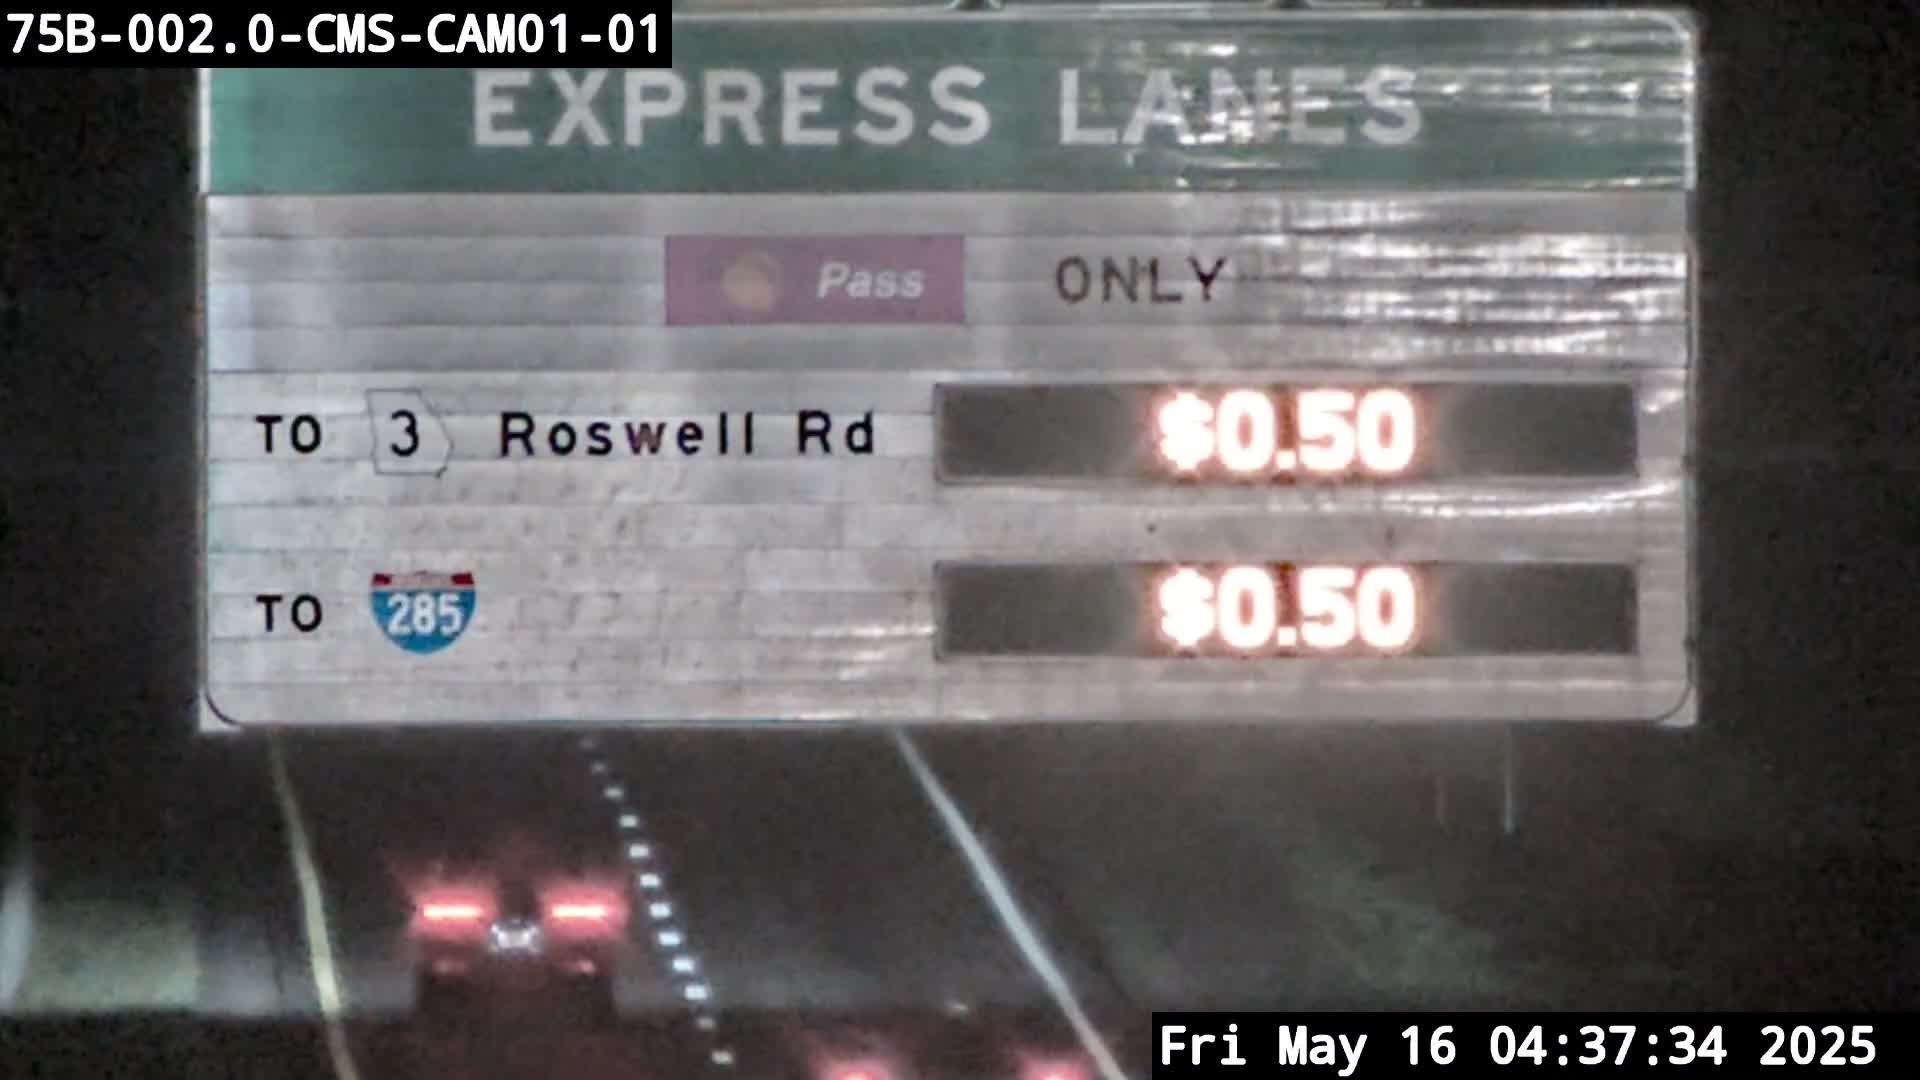 75B-002.0-CMS-CAM01-01
EXPRESS LANES
Pass ONLY
TO 3 Roswell Rd $0.50
TO 285 $0.50
Fri May 16 04:37:34 2025